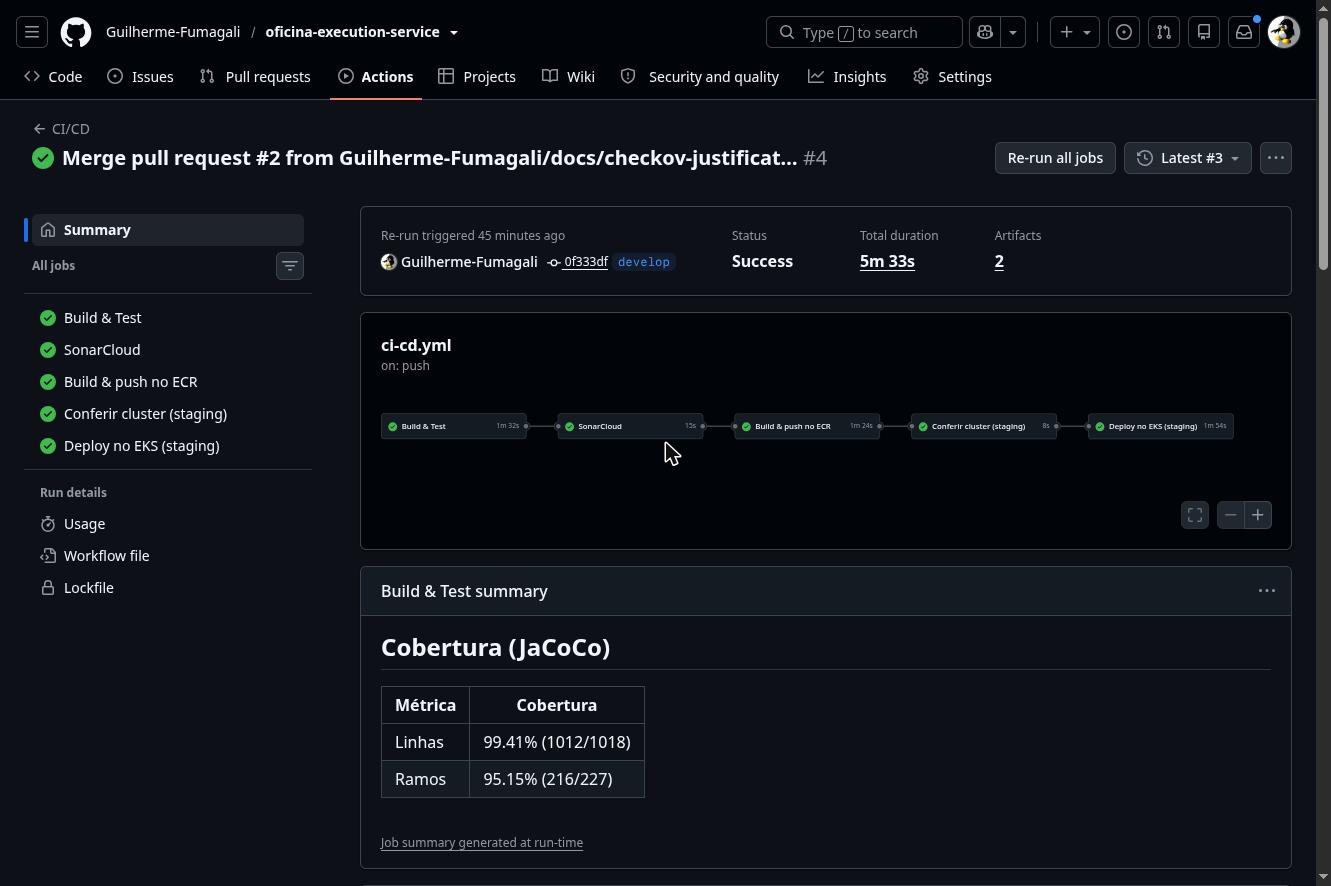 Guilherme-Fumagali / oficina-execution-service
Type / to search
Code
Issues
Pull requests
Actions
Projects
Wiki
Security and quality
Insights
Settings
CI/CD
Merge pull request #2 from Guilherme-Fumagali/docs/checkov-justificat... #4
Re-run all jobs
Latest #3
Summary
All jobs
Build & Test
SonarCloud
Build & push no ECR
Conferir cluster (staging)
Deploy no EKS (staging)
Run details
Usage
Workflow file
Lockfile
Re-run triggered 45 minutes ago
Guilherme-Fumagali 0f333df develop
Status
Success
Total duration
5m 33s
Artifacts
2
ci-cd.yml
on: push
Build & Test 1m 32s
SonarCloud 15s
Build & push no ECR 1m 24s
Conferir cluster (staging) 8s
Deploy no EKS (staging) 1m 54s
Build & Test summary
Cobertura (JaCoCo)
Métrica Cobertura
Linhas 99.41% (1012/1018)
Ramos 95.15% (216/227)
Job summary generated at run-time